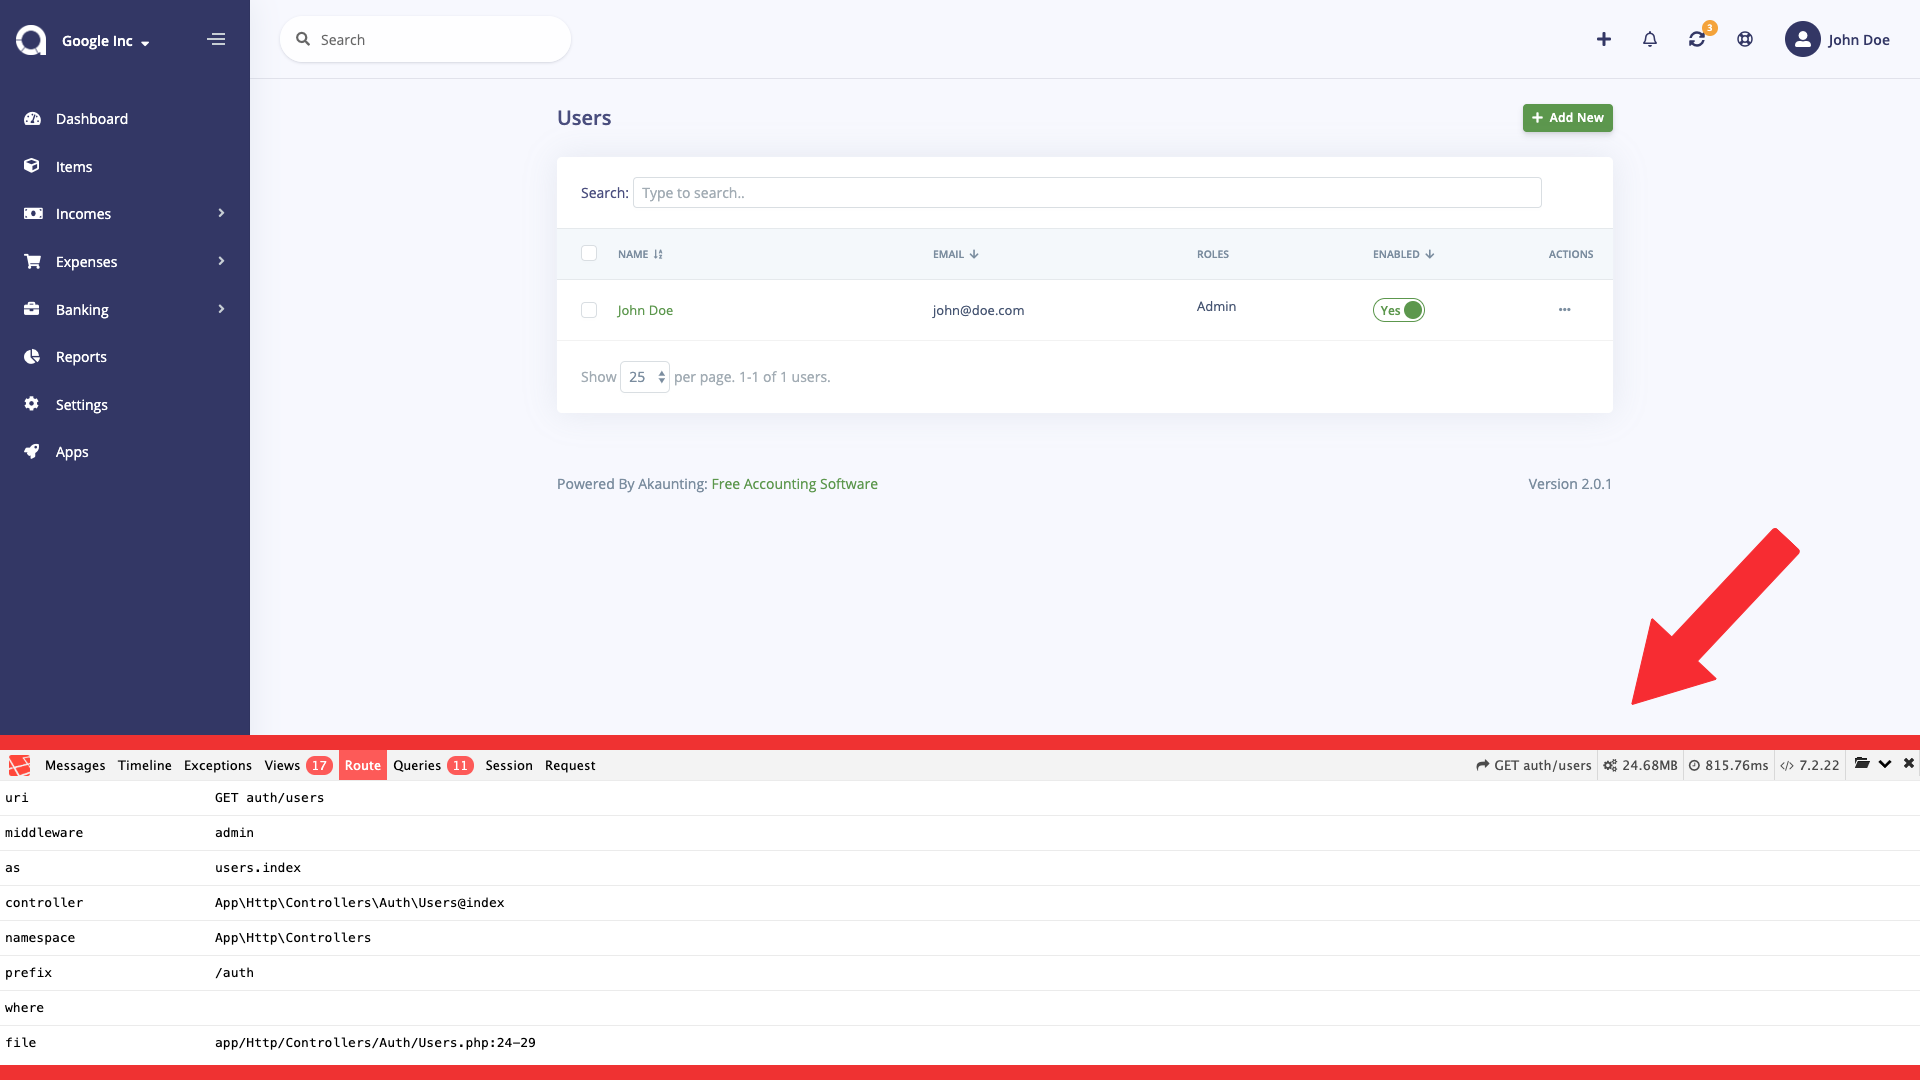 Google Inc
Search
3
John Doe
Dashboard
Items
Incomes
Expenses
Banking
Reports
Settings
Apps
Users
Add New
Search: Type to search..
NAME EMAIL ROLES ENABLED ACTIONS
John Doe john@doe.com Admin Yes
Show 25 per page. 1-1 of 1 users.
Powered By Akaunting: Free Accounting Software
Version 2.0.1
Messages Timeline Exceptions Views 17 Route Queries 11 Session Request GET auth/users 24.68MB 815.76ms </> 7.2.22
uri GET auth/users
middleware admin
as users.index
controller App\Http\Controllers\Auth\Users@index
namespace App\Http\Controllers
prefix /auth
where
file app/Http/Controllers/Auth/Users.php:24-29